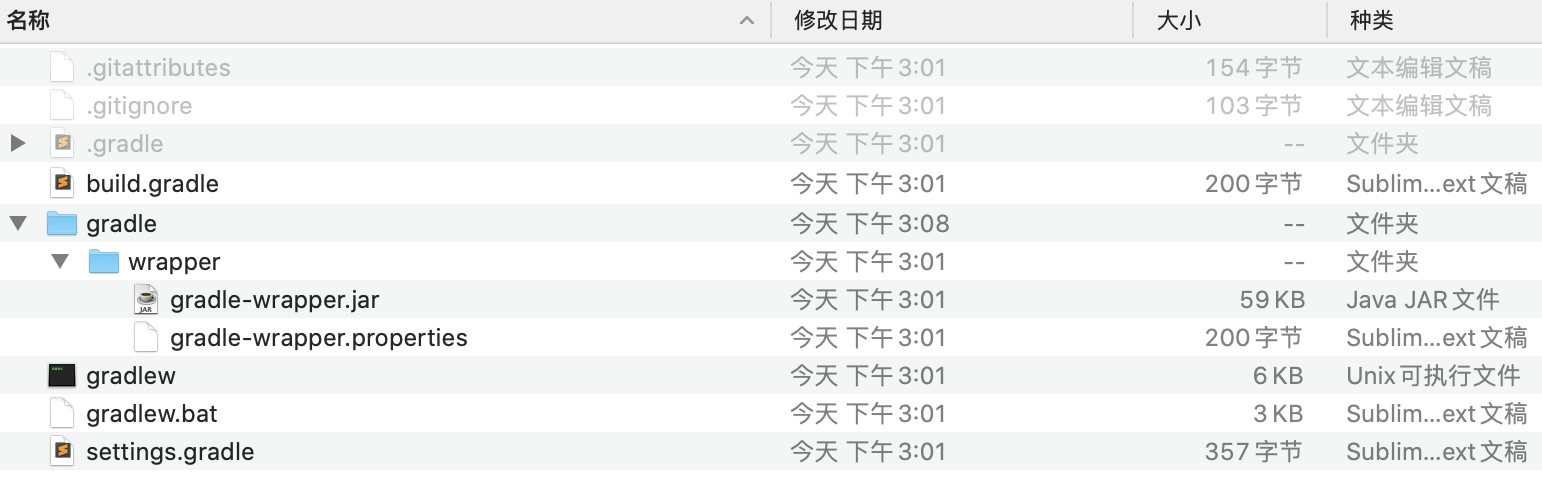 名称 修改日期 大小 种类
.gitattributes 今天 下午 3:01 154 字节 文本编辑文稿
.gitignore 今天 下午 3:01 103 字节 文本编辑文稿
.gradle 今天 下午 3:01 -- 文件夹
build.gradle 今天 下午 3:01 200 字节 Sublim...ext 文稿
gradle 今天 下午 3:08 -- 文件夹
wrapper 今天 下午 3:01 -- 文件夹
gradle-wrapper.jar 今天 下午 3:01 59 KB Java JAR 文件
gradle-wrapper.properties 今天 下午 3:01 200 字节 Sublim...ext 文稿
gradlew 今天 下午 3:01 6 KB Unix 可执行文件
gradlew.bat 今天 下午 3:01 3 KB Sublim...ext 文稿
settings.gradle 今天 下午 3:01 357 字节 Sublim...ext 文稿